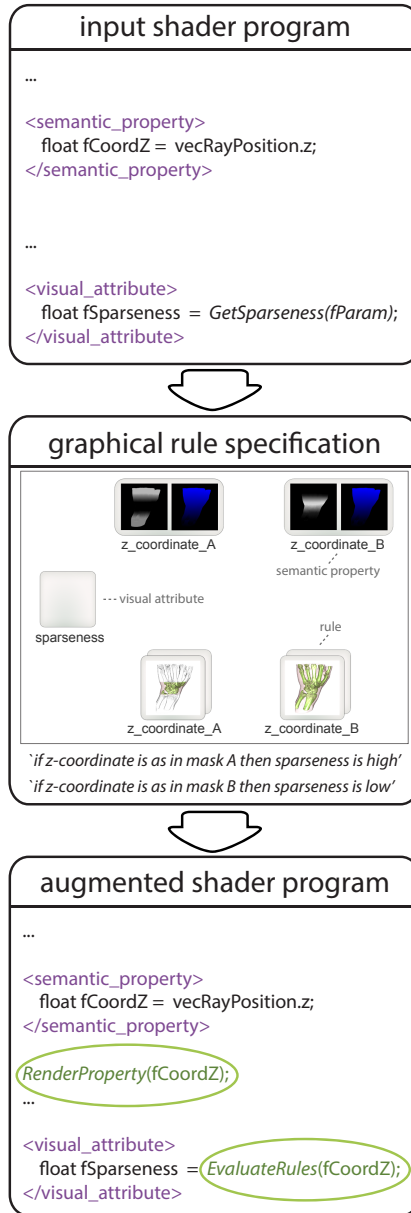 input shader program
...
<semantic_property>
float fCoordZ = vecRayPosition.z;
</semantic_property>
...
<visual_attribute>
float fSparseness = GetSparseness(fParam);
</visual_attribute>
graphical rule specification
z_coordinate_A z_coordinate_B
semantic property
visual attribute
sparseness
rule
z_coordinate_A z_coordinate_B
`if z-coordinate is as in mask A then sparseness is high’
`if z-coordinate is as in mask B then sparseness is low’
augmented shader program
...
<semantic_property>
float fCoordZ = vecRayPosition.z;
</semantic_property>
RenderProperty(fCoordZ);
...
<visual_attribute>
float fSparseness = EvaluateRules(fCoordZ);
</visual_attribute>